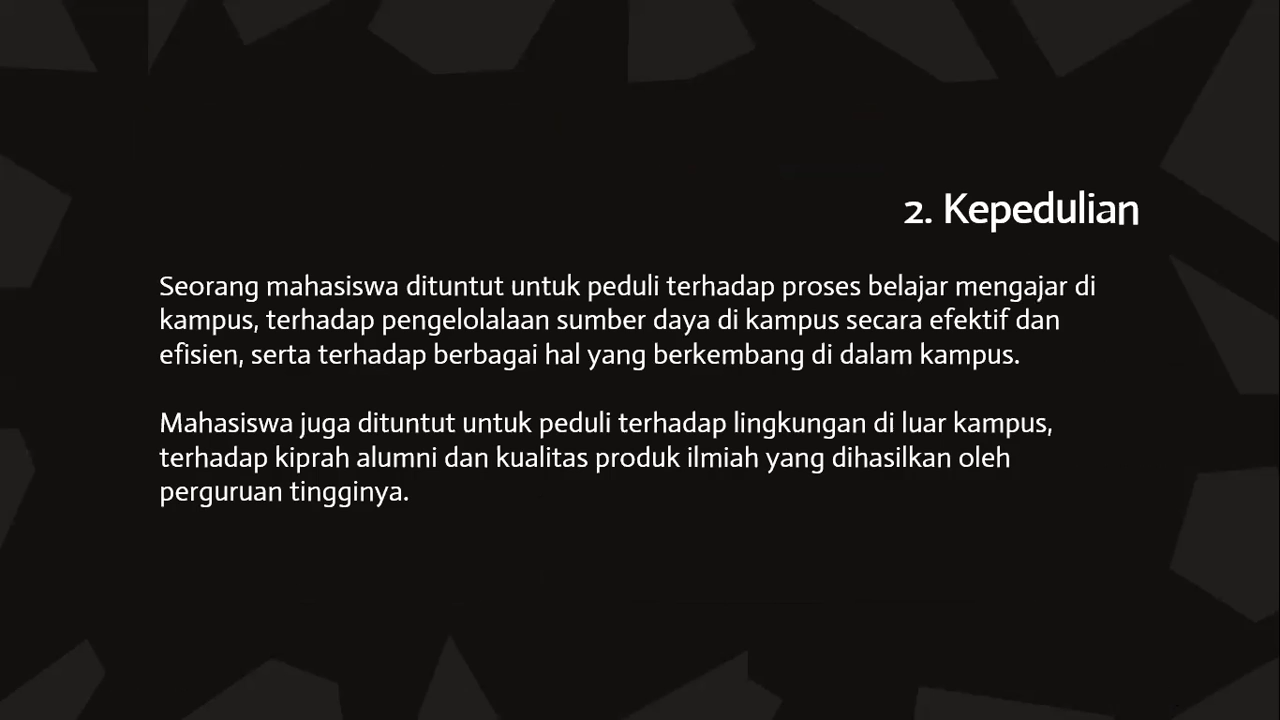 2. Kepedulian
Seorang mahasiswa dituntut untuk peduli terhadap proses belajar mengajar di
kampus, terhadap pengelolalaan sumber daya di kampus secara efektif dan
efisien, serta terhadap berbagai hal yang berkembang di dalam kampus.
Mahasiswa juga dituntut untuk peduli terhadap lingkungan di luar kampus,
terhadap kiprah alumni dan kualitas produk ilmiah yang dihasilkan oleh
perguruan tingginya.